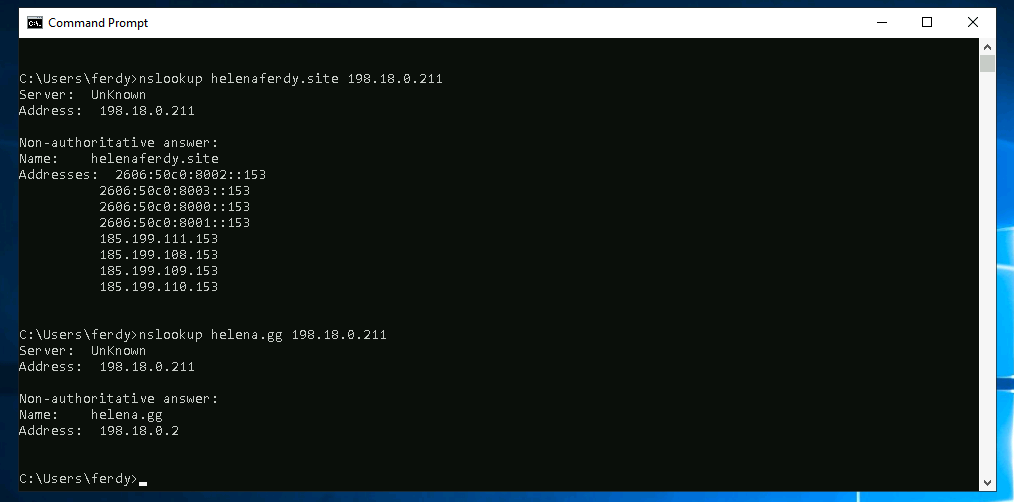 Command Prompt
C:\Users\ferdy>nslookup helenaferdy.site 198.18.0.211
Server:  UnKnown
Address:  198.18.0.211
Non-authoritative answer:
Name:    helenaferdy.site
Addresses:  2606:50c0:8002::153
2606:50c0:8003::153
2606:50c0:8000::153
2606:50c0:8001::153
185.199.111.153
185.199.108.153
185.199.109.153
185.199.110.153
C:\Users\ferdy>nslookup helena.gg 198.18.0.211
Server:  UnKnown
Address:  198.18.0.211
Non-authoritative answer:
Name:    helena.gg
Address:  198.18.0.2
C:\Users\ferdy>